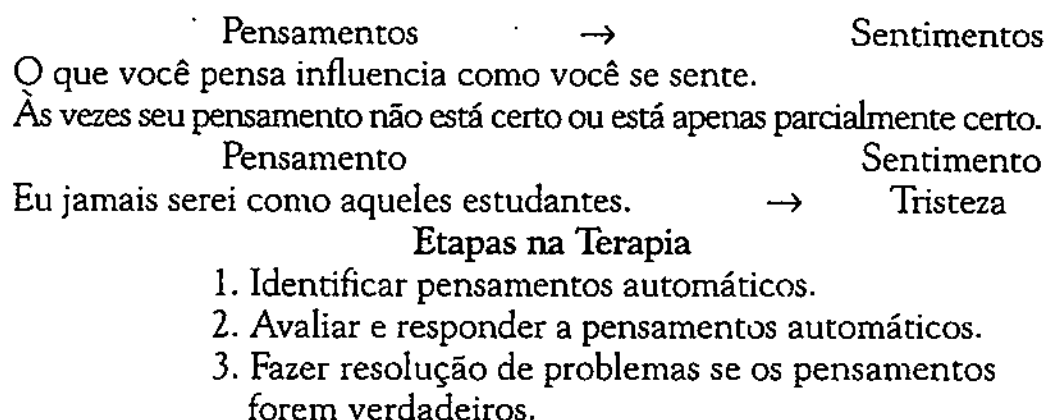 Pensamentos → Sentimentos
O que você pensa influencia como você se sente.
Às vezes seu pensamento não está certo ou está apenas parcialmente certo.
Pensamento Sentimento
Eu jamais serei como aqueles estudantes. → Tristeza
Etapas na Terapia
1. Identificar pensamentos automáticos.
2. Avaliar e responder a pensamentos automáticos.
3. Fazer resolução de problemas se os pensamentos
forem verdadeiros.